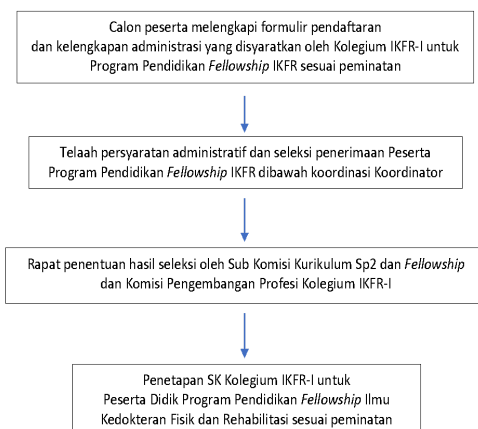 Calon peserta melengkapi formulir pendaftaran
dan kelengkapan administrasi yang disyaratkan oleh Kolegium IKFR-I untuk
Program Pendidikan Fellowship IKFR sesuai peminatan
Telaah persyaratan administratif dan seleksi penerimaan Peserta
Program Pendidikan Fellowship IKFR dibawah koordinasi Koordinator
Rapat penentuan hasil seleksi oleh Sub Komisi Kurikulum Sp2 dan Fellowship
dan Komisi Pengembangan Profesi Kolegium IKFR-I
Penetapan SK Kolegium IKFR-I untuk
Peserta Didik Program Pendidikan Fellowship Ilmu
Kedokteran Fisik dan Rehabilitasi sesuai peminatan